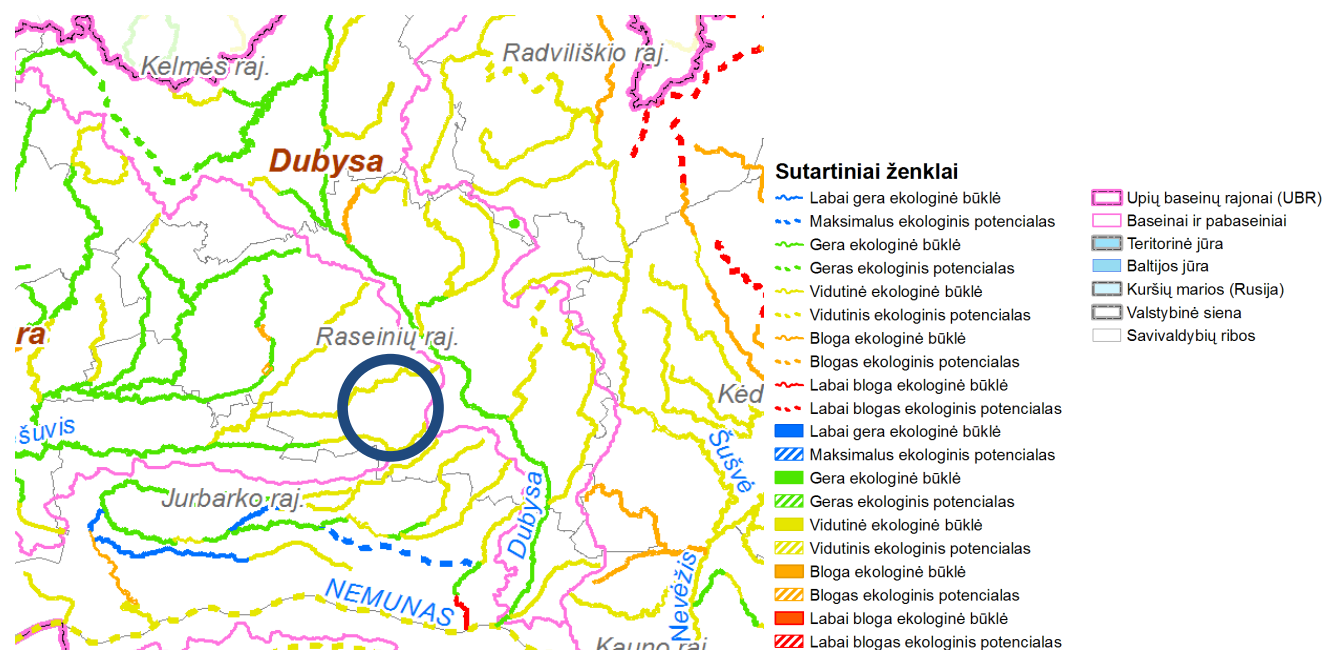 Kelmės raj.
Radviliškio raj.
Dubysa
Raseinių raj.
ra
Kėd
šuvis
Šušvė
Jurbarko raj.
Dubysa
NEMUNAS
Nevėžis
Kauno raj.
Sutartiniai ženklai
Labai gera ekologinė būklė
Maksimalus ekologinis potencialas
Gera ekologinė būklė
Geras ekologinis potencialas
Vidutinė ekologinė būklė
Vidutinis ekologinis potencialas
Bloga ekologinė būklė
Blogas ekologinis potencialas
Labai bloga ekologinė būklė
Labai blogas ekologinis potencialas
Labai gera ekologinė būklė
Maksimalus ekologinis potencialas
Gera ekologinė būklė
Geras ekologinis potencialas
Vidutinė ekologinė būklė
Vidutinis ekologinis potencialas
Bloga ekologinė būklė
Blogas ekologinis potencialas
Labai bloga ekologinė būklė
Labai blogas ekologinis potencialas
Upių baseinų rajonai (UBR)
Baseinai ir pabaseiniai
Teritorinė jūra
Baltijos jūra
Kuršių marios (Rusija)
Valstybinė siena
Savivaldybių ribos